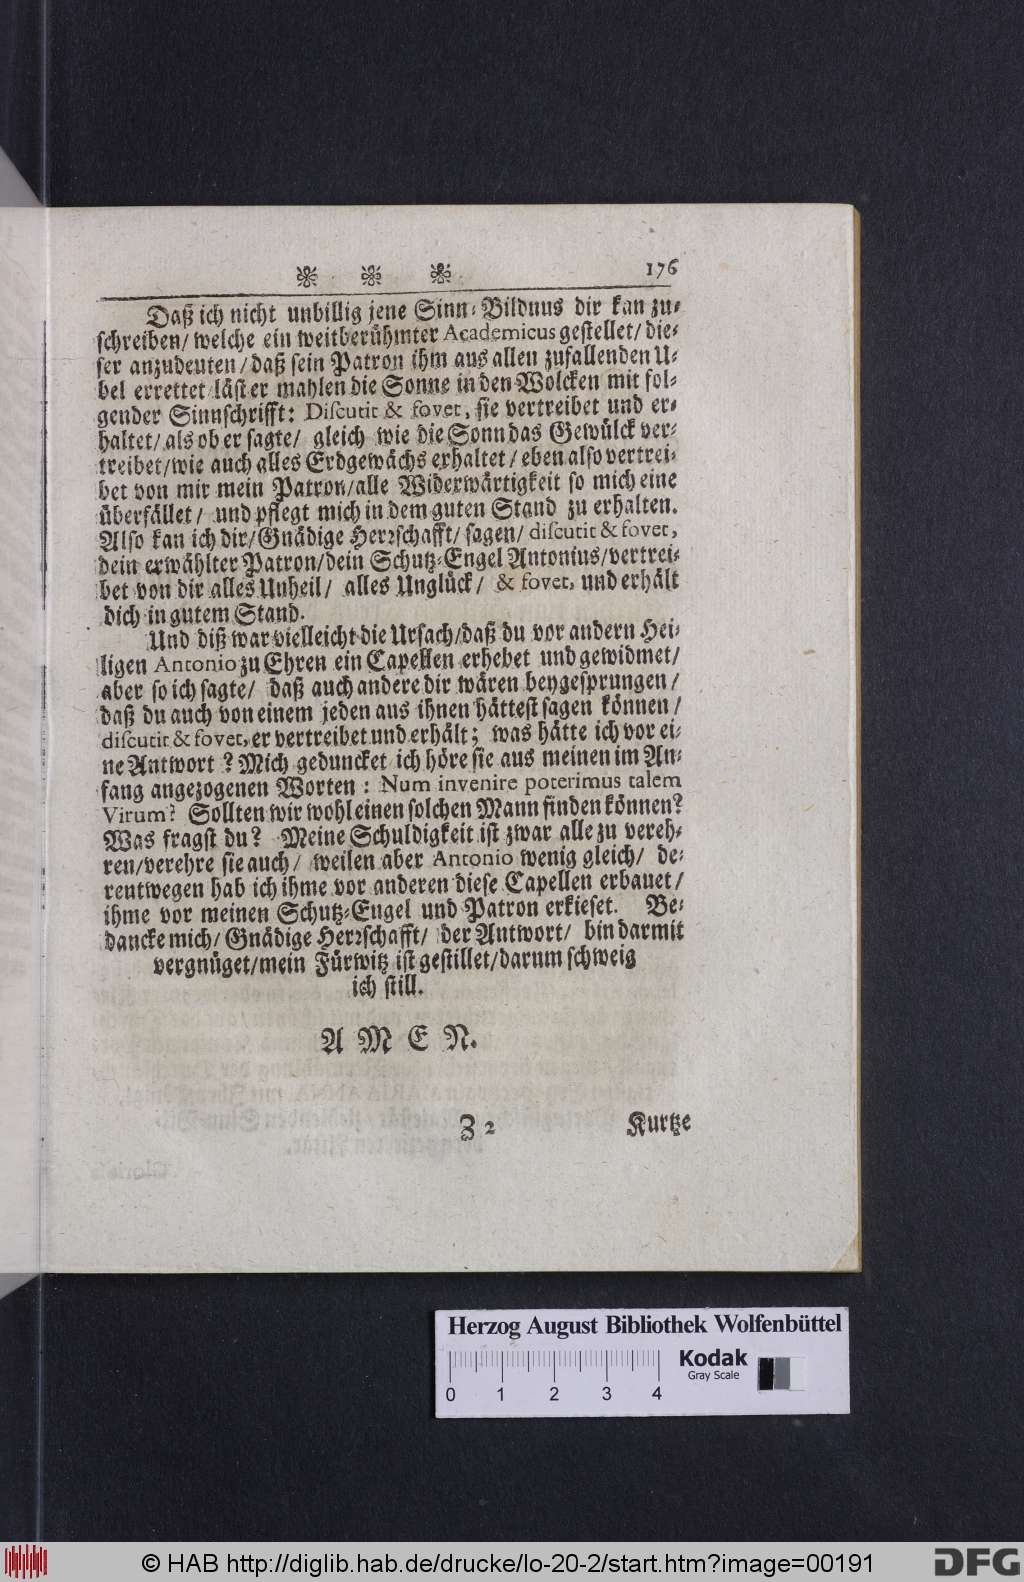 176
Daß ich nicht unbillig jene Sinn-Bildnus dir kan zu-
schreiben/ welche ein weitberühmter Academicus gestellet/ die-
ser anzudeuten/ daß sein Patron ihm aus allen zufallenden U-
bel errettet/ läst er mahlen die Sonne in den Wolcken mit fol-
gender Sinnschrifft: Discutit & fovet, sie vertreibet und er-
haltet/ als ob er sagte/ gleich wie die Sonn das Gewülck ver-
treibet/ wie auch alles Erdgewächs erhaltet/ eben also vertrei-
bet von mir mein Patron/ alle Widerwärtigkeit so mich eine
überfället/ und pflegt mich in dem guten Stand zu erhalten.
Also kan ich dir/ Gnädige Herꝛschafft/ sagen/ discutit & fovet,
dein erwählter Patron/ dein Schutz-Engel Antonius/ vertrei-
bet von dir alles Unheil/ alles Unglück/ & fovet, und erhält
dich in gutem Stand.
Und diß war vielleicht die Ursach/ daß du vor andern Hei-
ligen Antonio zu Ehren ein Capellen erhebet und gewidmet/
aber so ich sagte/ daß auch andere dir wären beygesprungen/
daß du auch von einem jeden aus ihnen hättest sagen können/
discutit & fovet, er vertreibet und erhält; was hätte ich vor ei-
ne Antwort? Mich geduncket ich höre sie aus meinen im An-
fang angezogenen Worten: Num invenire poterimus talem
Virum? Sollten wir wohl einen solchen Mann finden können?
Was fragst du? Meine Schuldigkeit ist zwar alle zu vereh-
ren/ verehre sie auch/ weilen aber Antonio wenig gleich/ de-
rentwegen hab ich ihme vor anderen diese Capellen erbauet/
ihme vor meinen Schutz-Engel und Patron erkieset. Be-
dancke mich/ Gnädige Herꝛschafft/ der Antwort/ bin darmit
vergnüget/ mein Fürwitz ist gestillet/ darum schweig
ich still.
A M E N.
Z 2 Kurtze
Herzog August Bibliothek Wolfenbüttel
Kodak
Gray Scale
0 1 2 3 4
© HAB http://diglib.hab.de/drucke/lo-20-2/start.htm?image=00191
DFG